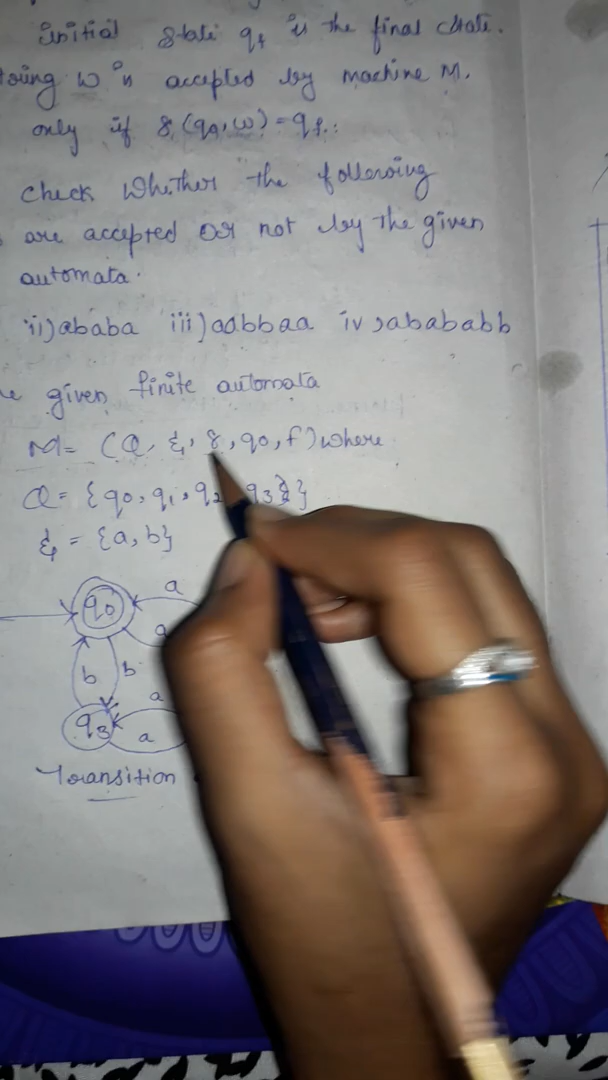 initial state qf is the final state.
w is accepted by machine M.
only if δ(q0, w) = qf.
check whether the following
are accepted or not by the given
automata.
ii) ababa iii) aabbaa iv) abababb
given finite automata
M = (Q, Σ, δ, q0, f) where
Q = {q0, q1, q2, q3}}
Σ = {a, b}
q0 a
a
b b
a
q3 a
Transition